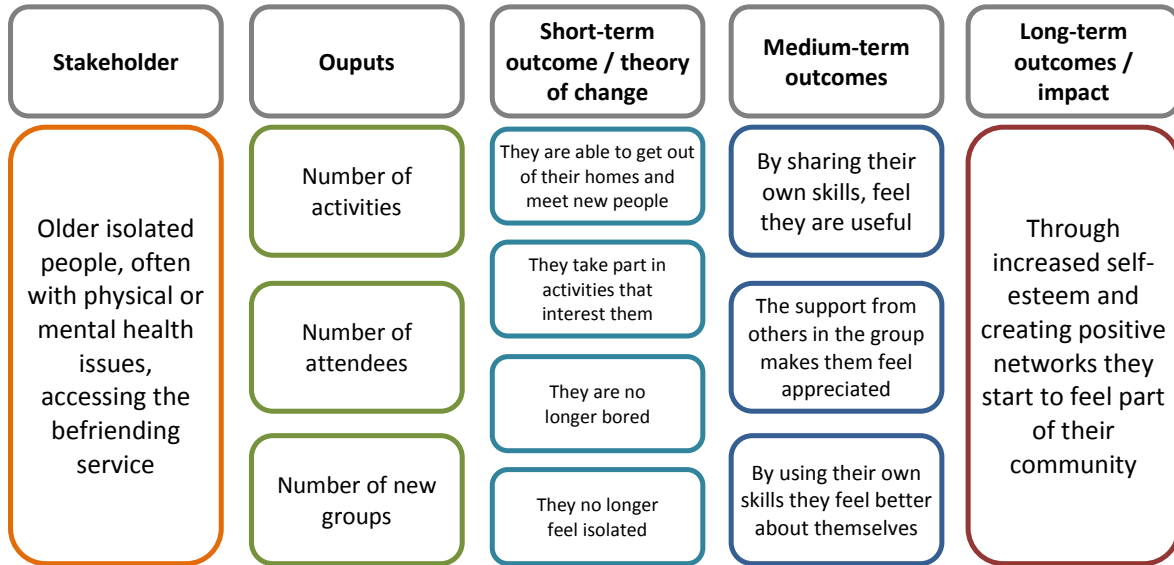 Stakeholder
Ouputs
Short-term
outcome / theory
of change
Medium-term
outcomes
Long-term
outcomes /
impact
Older isolated
people, often
with physical or
mental health
issues,
accessing the
befriending
service
Number of
activities
Number of
attendees
Number of new
groups
They are able to get out
of their homes and
meet new people
They take part in
activities that
interest them
They are no
longer bored
They no longer
feel isolated
By sharing their
own skills, feel
they are useful
The support from
others in the group
makes them feel
appreciated
By using their own
skills they feel better
about themselves
Through
increased self-
esteem and
creating positive
networks they
start to feel part
of their
community